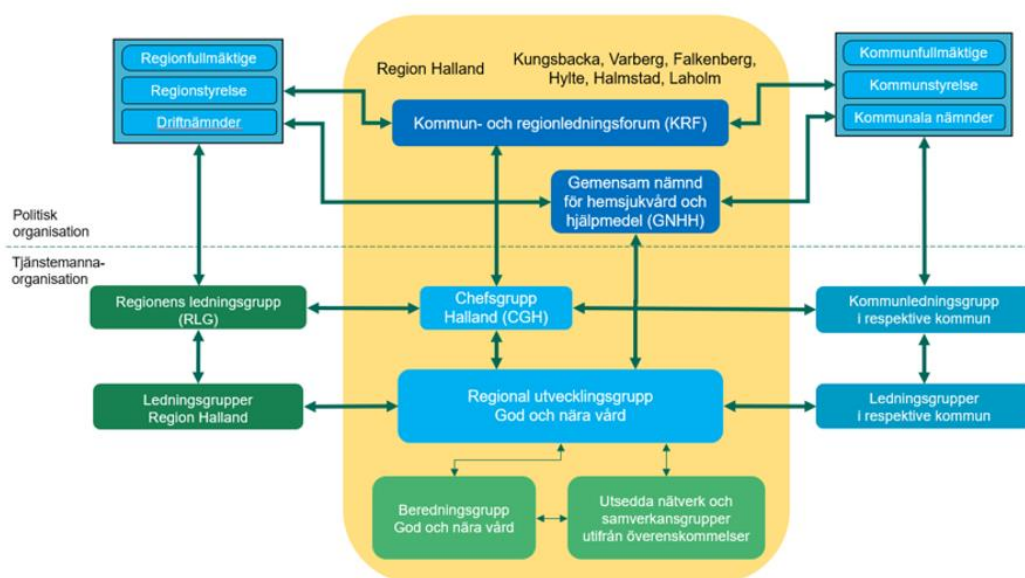 Regionfullmäktige
Regionstyrelse
Driftnämnder
Region Halland
Kungsbacka, Varberg, Falkenberg,
Hylte, Halmstad, Laholm
Kommunfullmäktige
Kommunstyrelse
Kommunala nämnder
Kommun- och regionledningsforum (KRF)
Gemensam nämnd
för hemsjukvård och
hjälpmedel (GNHH)
Politisk
organisation
Tjänstemanna-
organisation
Regionens ledningsgrupp
(RLG)
Chefsgrupp
Halland (CGH)
Kommunledningsgrupp
i respektive kommun
Ledningsgrupper
Region Halland
Regional utvecklingsgrupp
God och nära vård
Ledningsgrupper
i respektive kommun
Beredningsgrupp
God och nära vård
Utsedda nätverk och
samverkansgrupper
utifrån överenskommelser